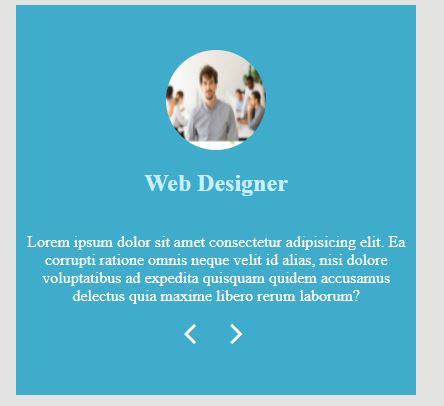 Web Designer
Lorem ipsum dolor sit amet consectetur adipisicing elit. Ea
corrupti ratione omnis neque velit id alias, nisi dolore
voluptatibus ad expedita quisquam quidem accusamus
delectus quia maxime libero rerum laborum?